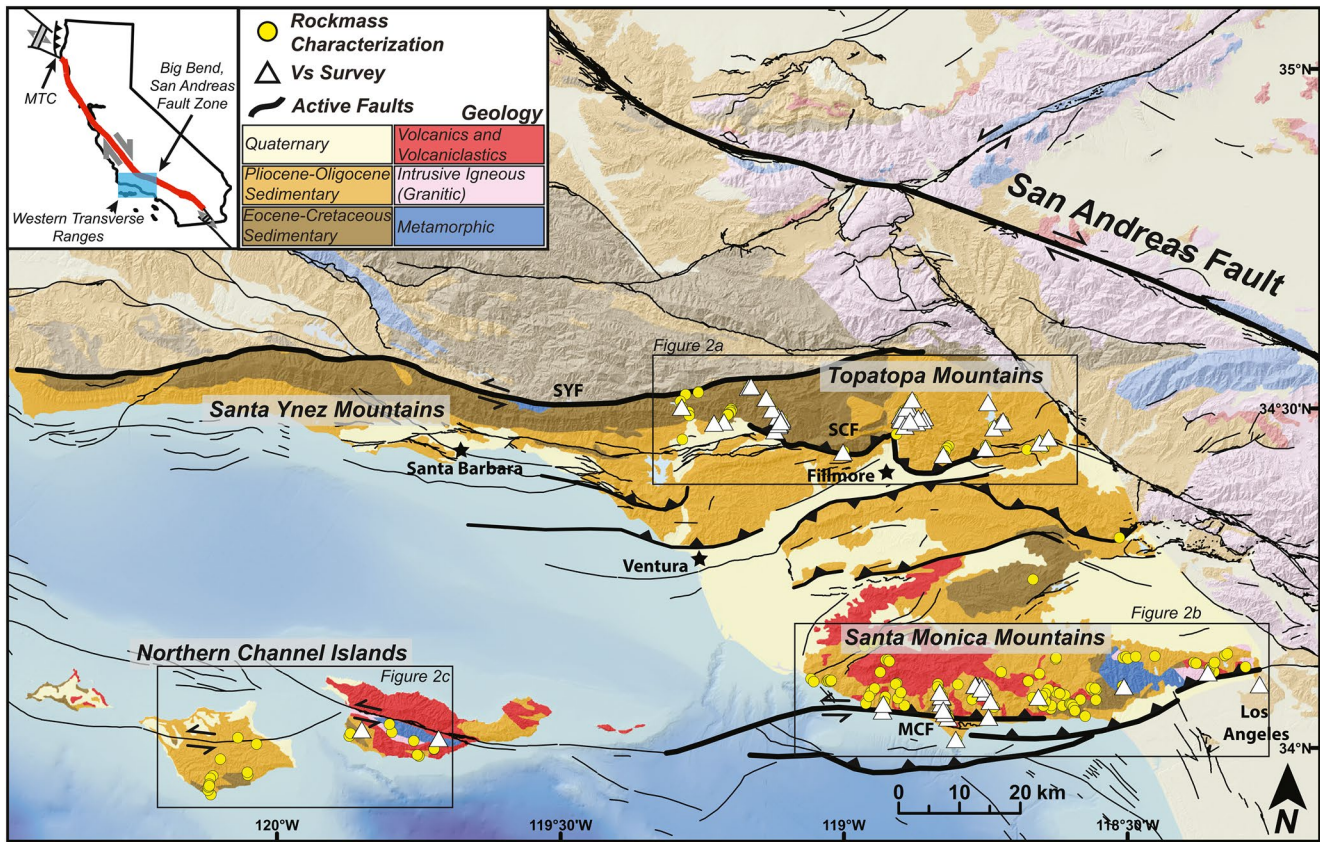 MTC
Big Bend,
San Andreas
Fault Zone
Western Transverse
Ranges
Rockmass
Characterization
Vs Survey
Active Faults
Geology
Quaternary
Volcanics and
Volcaniclastics
Pliocene-Oligocene
Sedimentary
Intrusive Igneous
(Granitic)
Eocene-Cretaceous
Sedimentary
Metamorphic
35°N
San Andreas Fault
Figure 2a
Topatopa Mountains
SYF
Santa Ynez Mountains
34°30'N
SCF
Santa Barbara
Fillmore
Ventura
Figure 2b
Santa Monica Mountains
Northern Channel Islands
Figure 2c
MCF
Los
Angeles
34°N
0 10 20 km
N
120°W
119°30'W
119°W
118°30'W